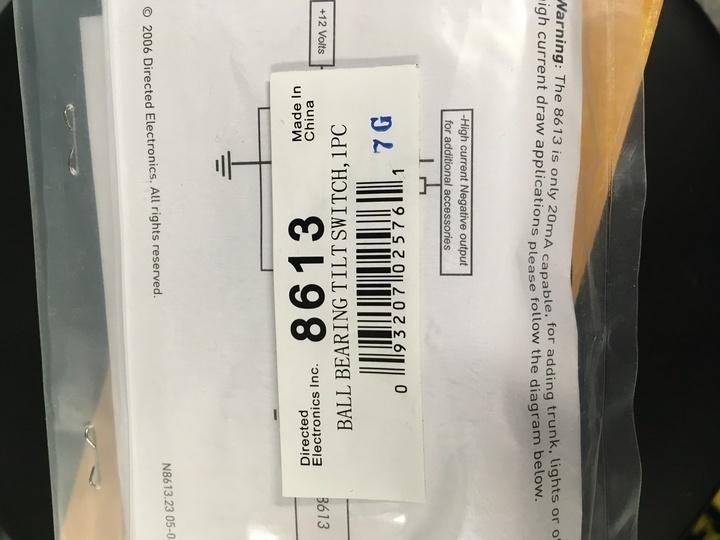 Warning: The 8613 is only 20mA capable, for adding trunk, lights or
high current draw applications please follow the diagram below.
+12 Volts
-High current Negative output
for additional accessories
Directed
Electronics Inc.
8613
Made In
China
BALL BEARING TILT SWITCH, 1PC
7 G
0 93207 02576 1
8613
© 2006 Directed Electronics. All rights reserved.
N8613.23 05-0